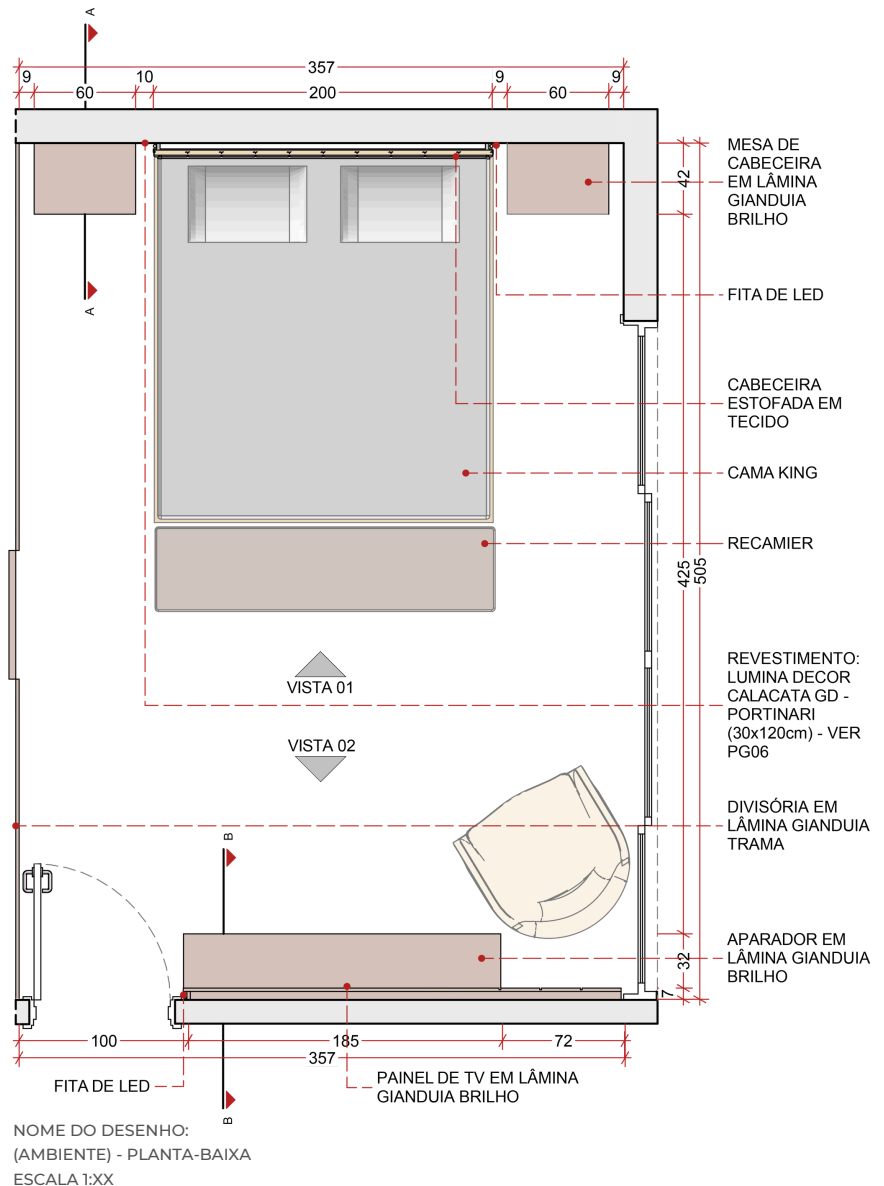 A
357
9
60
10
200
9
60
9
MESA DE
CABECEIRA
EM LÂMINA
GIANDUIA
BRILHO
42
A
FITA DE LED
CABECEIRA
ESTOFADA EM
TECIDO
CAMA KING
RECAMIER
425
505
VISTA 01
REVESTIMENTO:
LUMINA DECOR
CALACATA GD -
PORTINARI
(30x120cm) - VER
PG06
VISTA 02
DIVISÓRIA EM
LÂMINA GIANDUIA
TRAMA
B
APARADOR EM
LÂMINA GIANDUIA
BRILHO
32
7
100
185
72
357
FITA DE LED
PAINEL DE TV EM LÂMINA
GIANDUIA BRILHO
B
NOME DO DESENHO:
(AMBIENTE) - PLANTA-BAIXA
ESCALA 1:XX